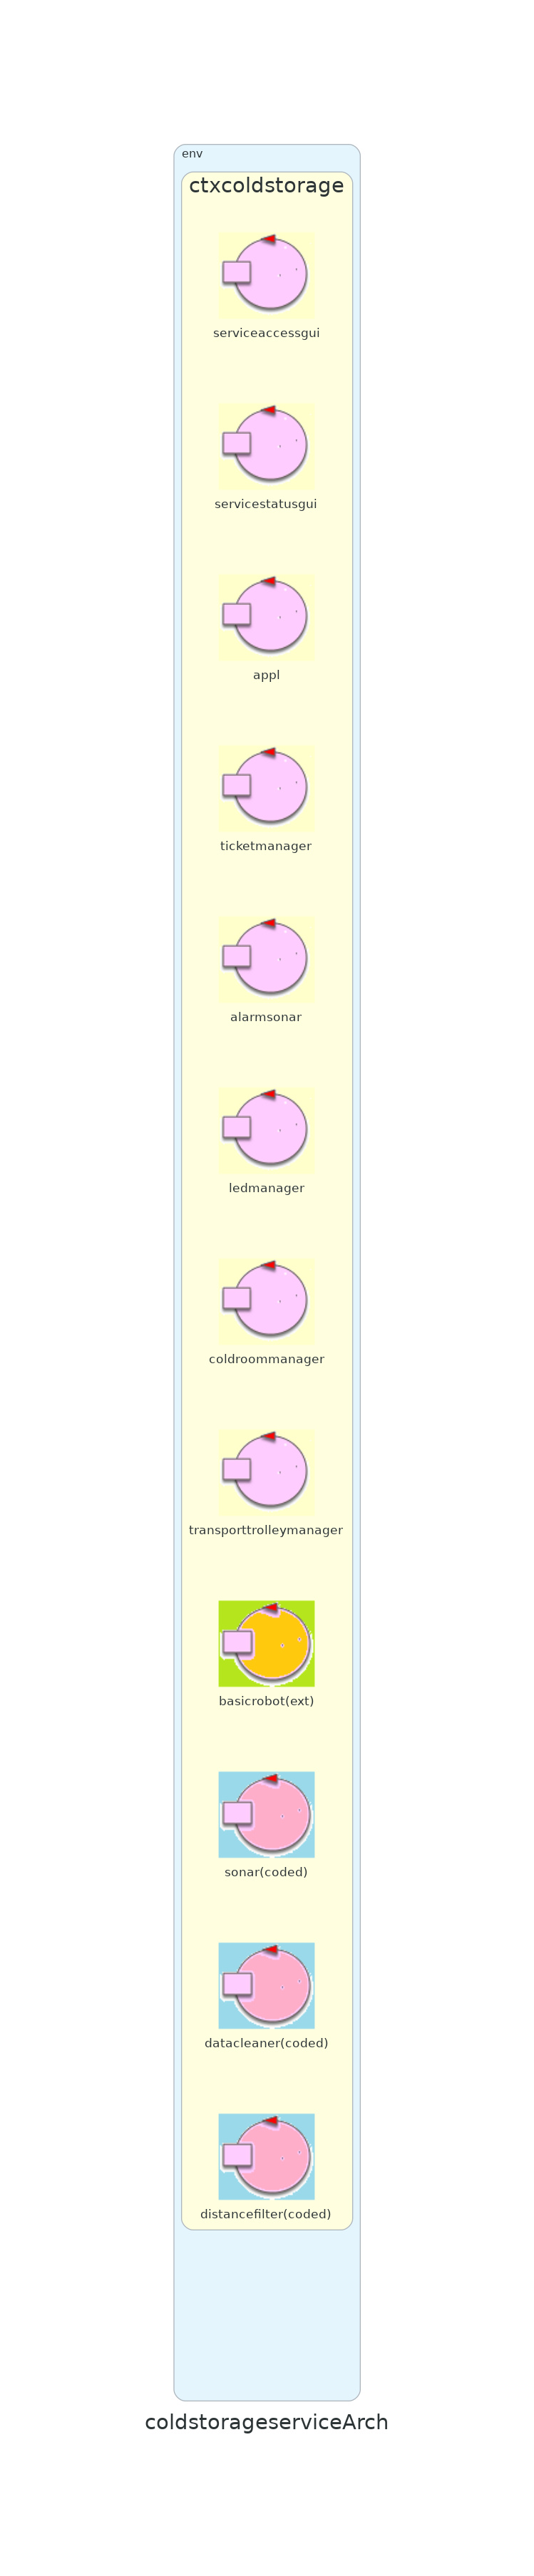 env
ctxcoldstorage
serviceaccessgui
servicestatusgui
appl
ticketmanager
alarmsonar
ledmanager
coldroommanager
transporttrolleymanager
basicrobot(ext)
sonar(coded)
datacleaner(coded)
distancefilter(coded)
coldstorageserviceArch